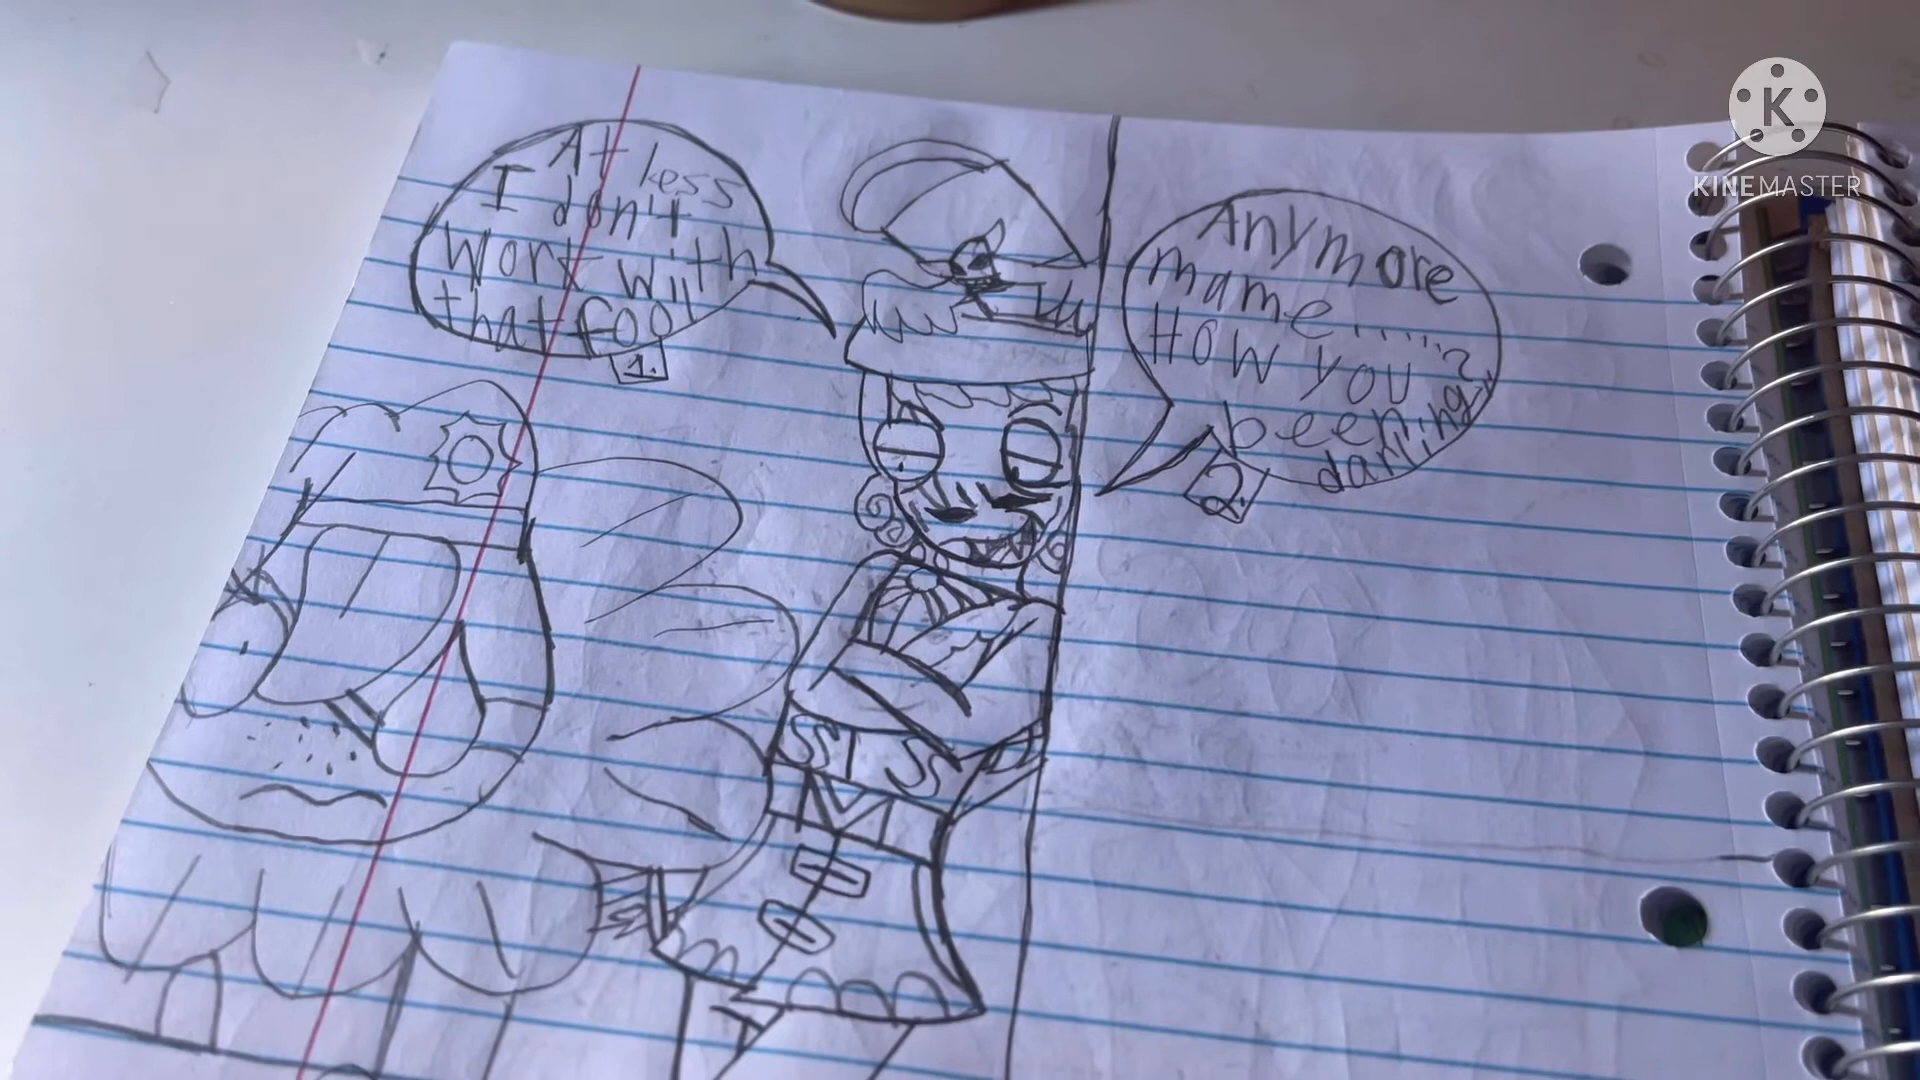 At less
I don't
Work with
that fool
1.
Anymore
mame.....?
How you
been
darling?
2.
KINEMASTER